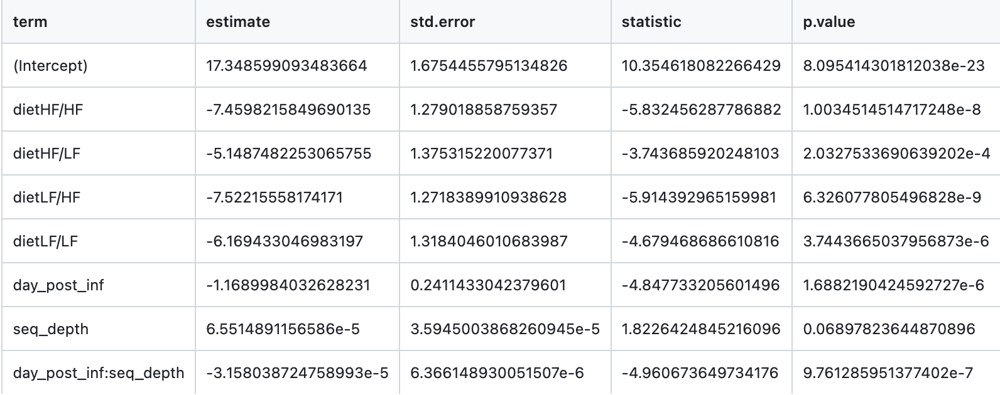 term estimate std.error statistic p.value
(Intercept) 17.348599093483664 1.6754455795134826 10.354618082266429 8.095414301812038e-23
dietHF/HF -7.4598215849690135 1.279018858759357 -5.832456287786882 1.0034514514717248e-8
dietHF/LF -5.1487482253065755 1.375315220077371 -3.743685920248103 2.0327533690639202e-4
dietLF/HF -7.52215558174171 1.2718389910938628 -5.914392965159981 6.326077805496828e-9
dietLF/LF -6.169433046983197 1.3184046010683987 -4.679468686610816 3.7443665037956873e-6
day_post_inf -1.1689984032628231 0.2411433042379601 -4.847733205601496 1.6882190424592727e-6
seq_depth 6.5514891156586e-5 3.5945003868260945e-5 1.8226424845216096 0.06897823644870896
day_post_inf:seq_depth -3.158038724758993e-5 6.366148930051507e-6 -4.960673649734176 9.761285951377402e-7